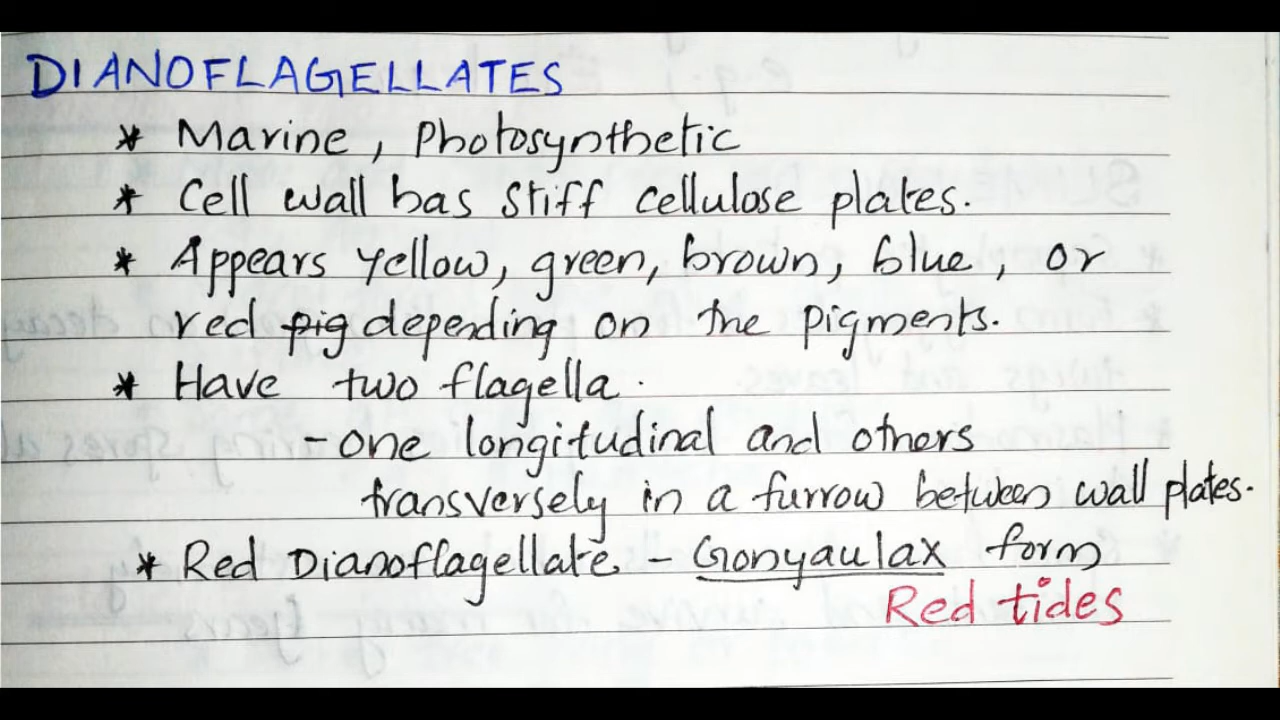 DIANOFLAGELLATES
* Marine, Photosynthetic
* Cell wall has stiff cellulose plates.
* Appears yellow, green, brown, blue, or
red pig depending on the pigments.
* Have two flagella.
- one longitudinal and others
transversely in a furrow between wall plates.
* Red Dianoflagellate - Gonyaulax form
Red tides